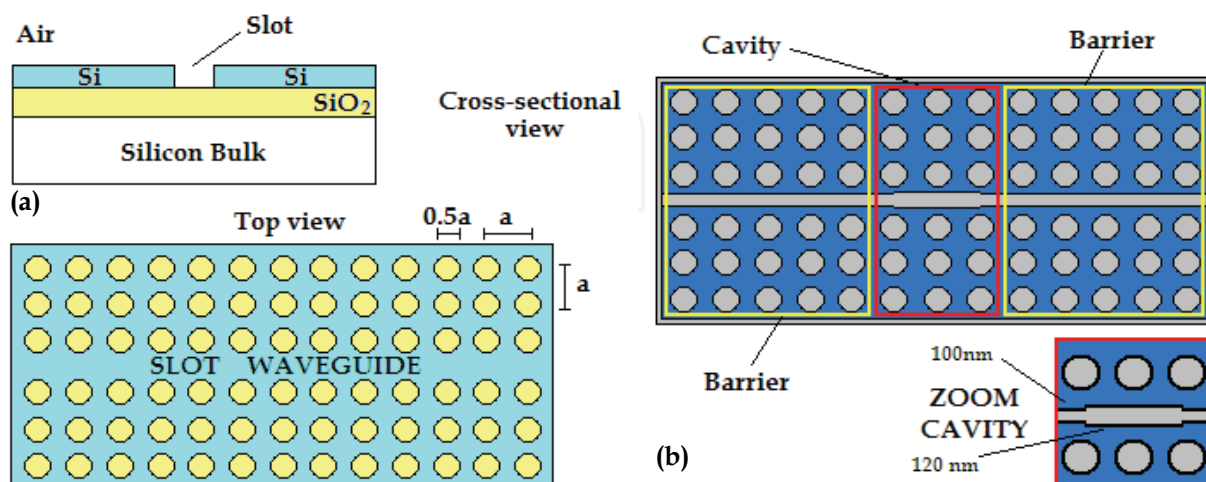 Air
Slot
Si
Si
SiO₂
Silicon Bulk
(a)
Cross-sectional
view
Top view
0.5a
a
a
SLOT WAVEGUIDE
Cavity
Barrier
Barrier
100nm
ZOOM
CAVITY
120 nm
(b)